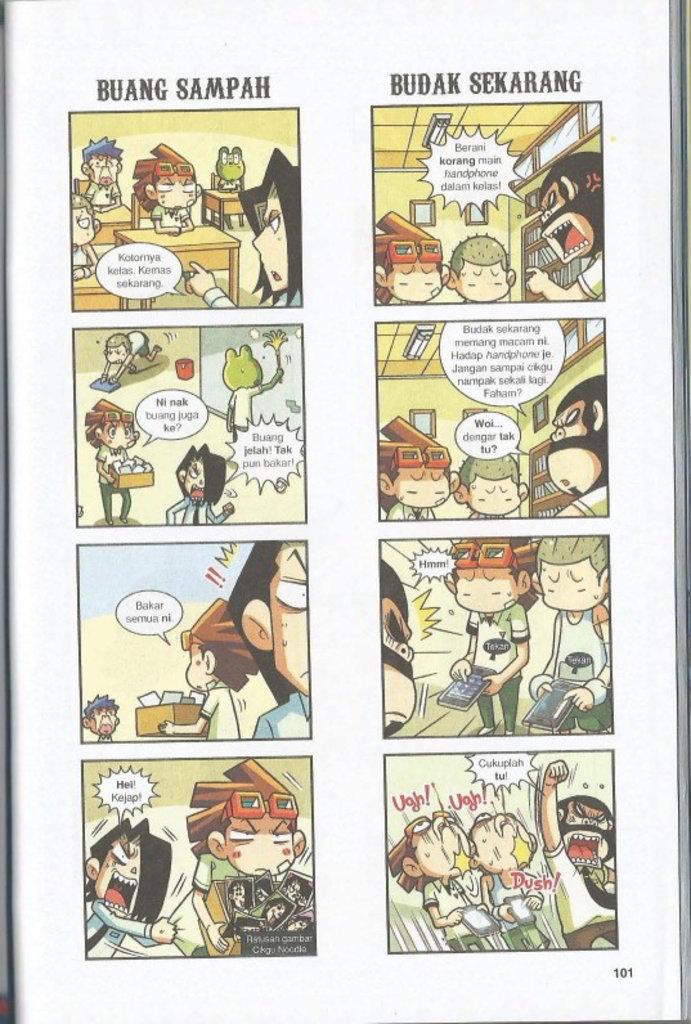 BUANG SAMPAH
Kotornya
kelas. Kemas
sekarang.
Ni nak
buang juga
ke?
Buang
jelah! Tak
pun bakar!
Bakar
semua ni.
!!
Hei!
Kejap!
Ratusan gambar
Cikgu Noodle
BUDAK SEKARANG
Berani
korang main
handphone
dalam kelas!
Budak sekarang
memang macam ni.
Hadap handphone je.
Jangan sampai cikgu
nampak sekali lagi.
Faham?
Woi...
dengar tak
tu?
Hmm!
Tekan
Tekan
Cukuplah
tu!
Uoh! Uoh!
Dush!
101